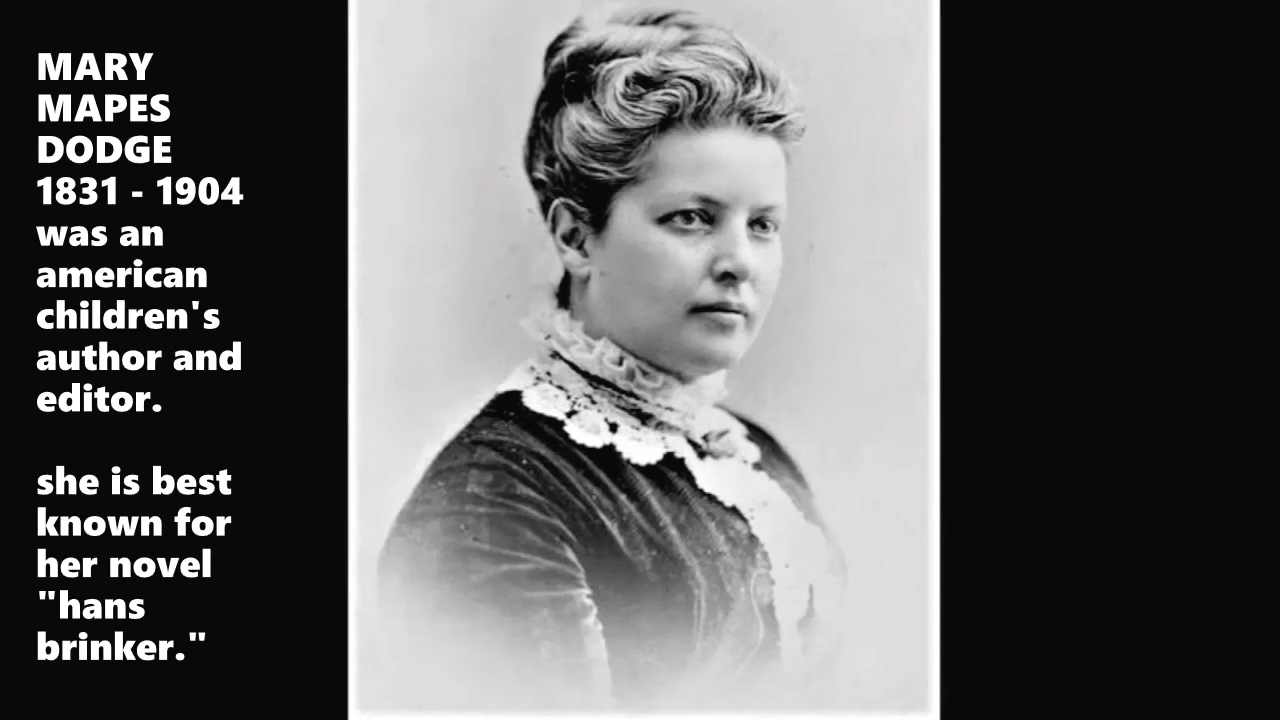 MARY
MAPES
DODGE
1831 - 1904
was an
american
children's
author and
editor.
she is best
known for
her novel
"hans
brinker."